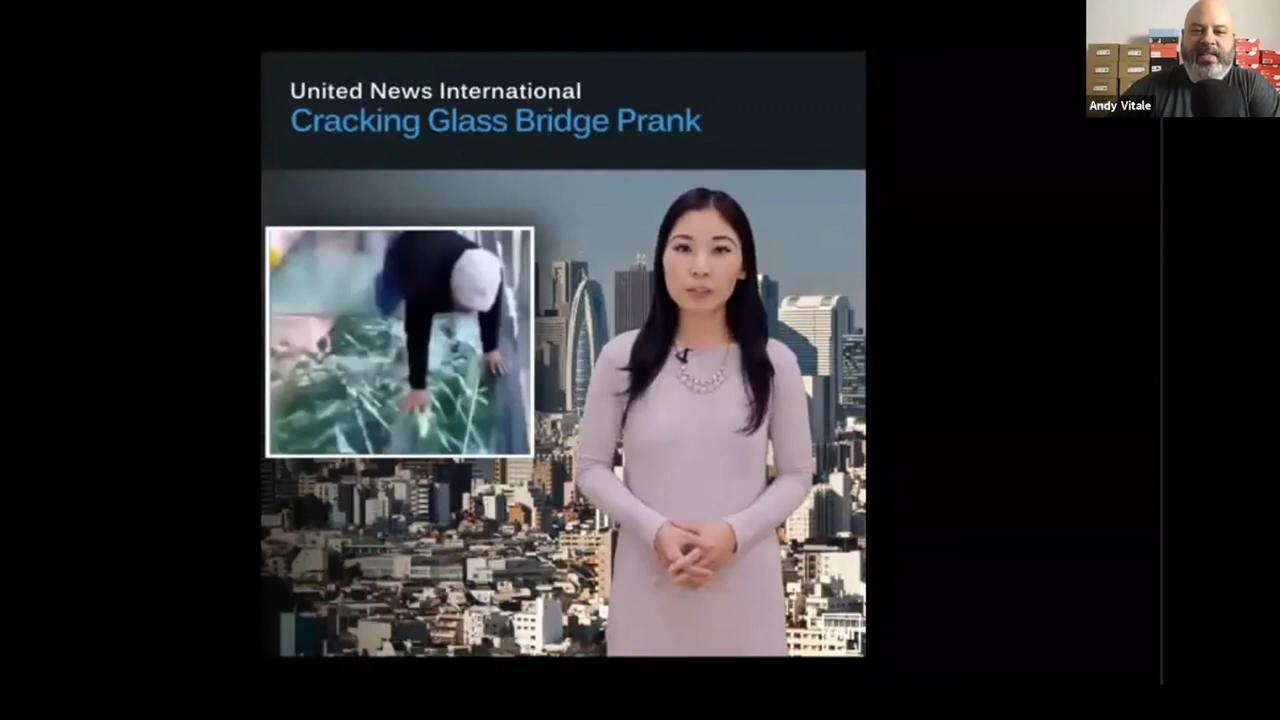 United News International
Cracking Glass Bridge Prank
Andy Vitale